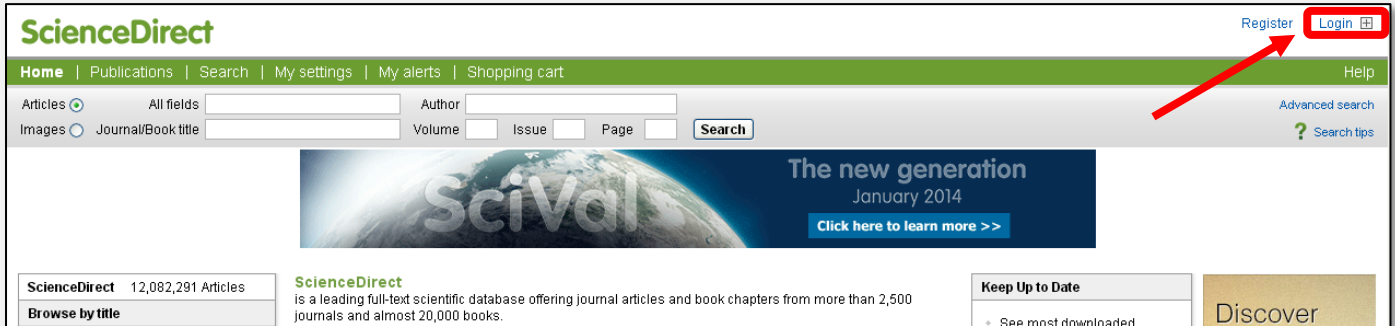 ScienceDirect
Register Login
Home | Publications | Search | My settings | My alerts | Shopping cart Help
Articles All fields Author Advanced search
Images Journal/Book title Volume Issue Page Search ? Search tips
SciVal
The new generation
January 2014
Click here to learn more >>
ScienceDirect 12,082,291 Articles
Browse by title
ScienceDirect
is a leading full-text scientific database offering journal articles and book chapters from more than 2,500
journals and almost 20,000 books.
Keep Up to Date
See most downloaded
Discover